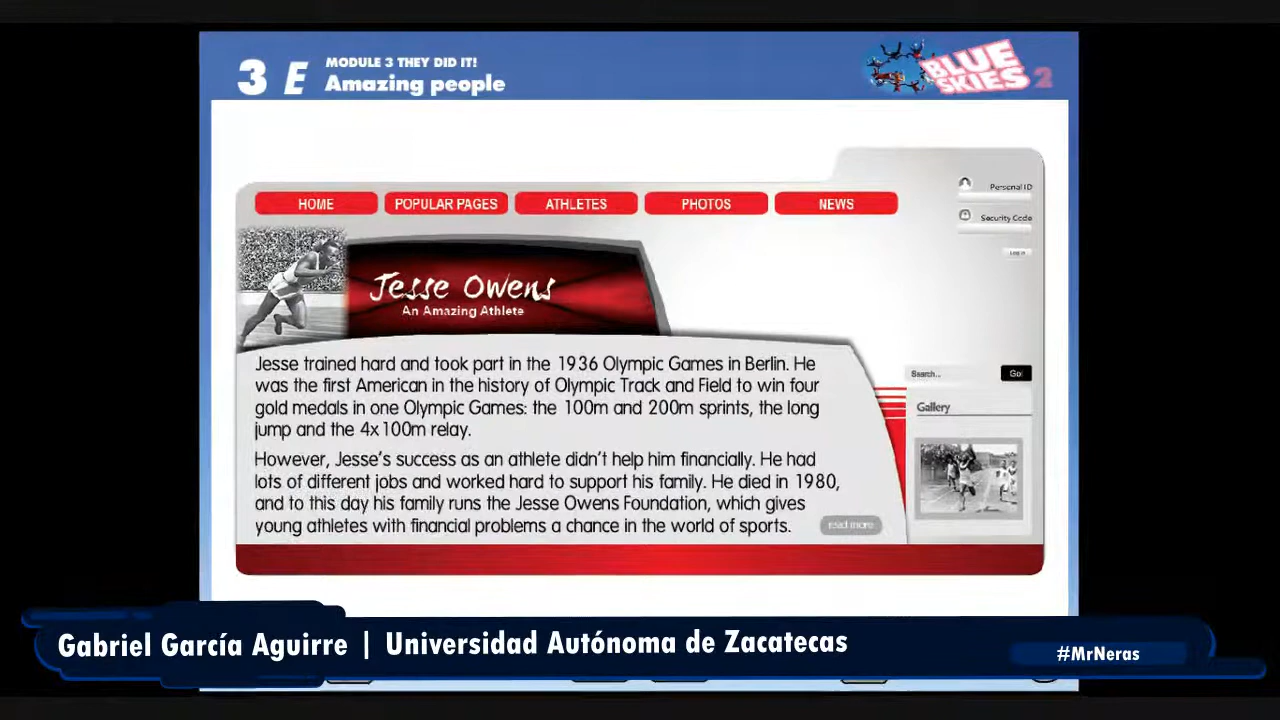 3 E
MODULE 3 THEY DID IT!
Amazing people
BLUE
SKIES 2
Personal ID
Security Code
Log in
HOME
POPULAR PAGES
ATHLETES
PHOTOS
NEWS
Jesse Owens
An Amazing Athlete
Jesse trained hard and took part in the 1936 Olympic Games in Berlin. He
was the first American in the history of Olympic Track and Field to win four
gold medals in one Olympic Games: the 100m and 200m sprints, the long
jump and the 4x100m relay.
However, Jesse's success as an athlete didn't help him financially. He had
lots of different jobs and worked hard to support his family. He died in 1980,
and to this day his family runs the Jesse Owens Foundation, which gives
young athletes with financial problems a chance in the world of sports.
read more
Search...
Go!
Gallery
Gabriel García Aguirre | Universidad Autónoma de Zacatecas
#MrNeras